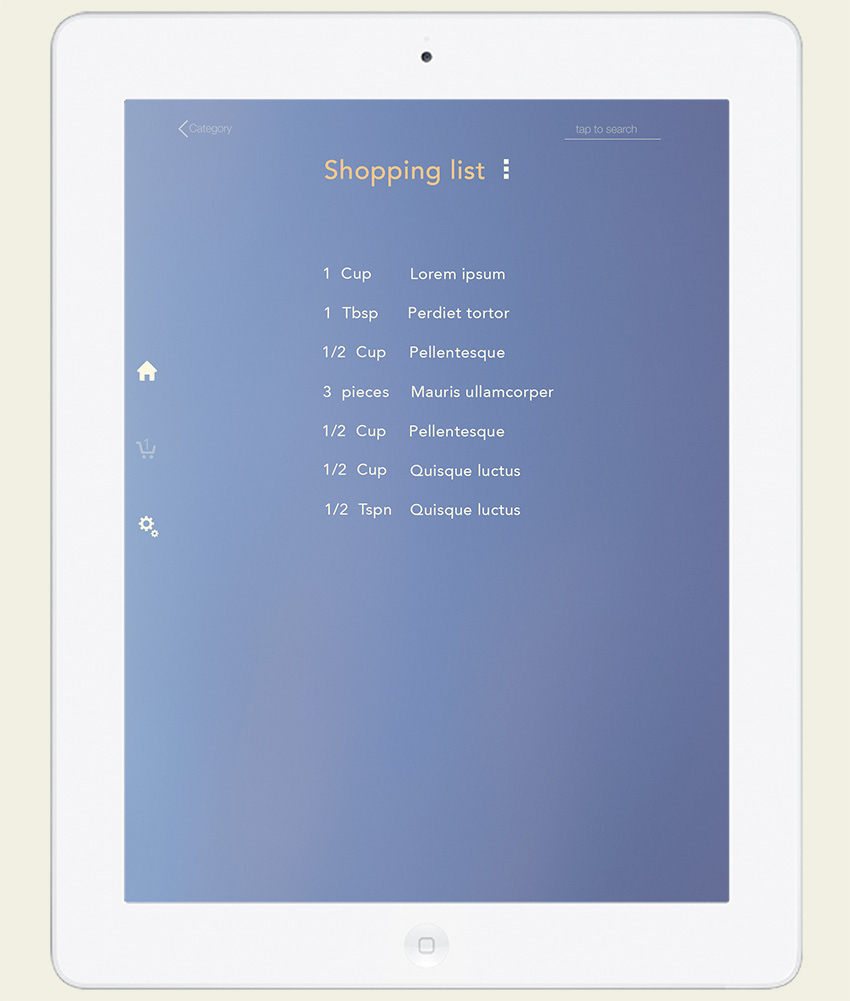 Category
tap to search
Shopping list
1 Cup Lorem ipsum
1 Tbsp Perdiet tortor
1/2 Cup Pellentesque
3 pieces Mauris ullamcorper
1/2 Cup Pellentesque
1
1/2 Cup Quisque luctus
1/2 Tspn Quisque luctus